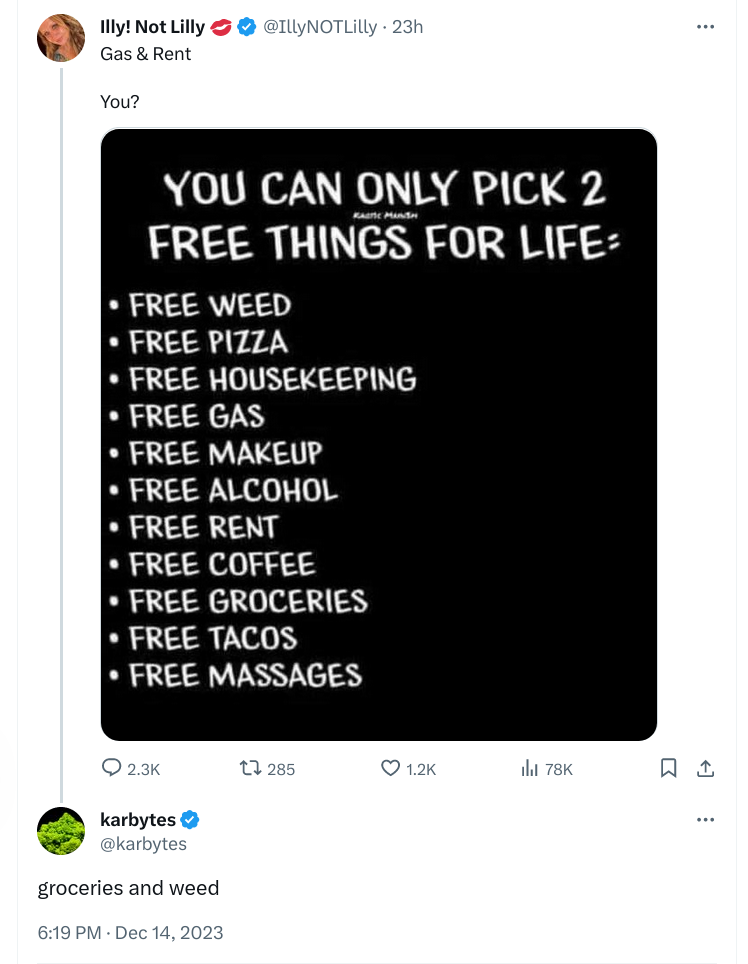 Illy! Not Lilly 💋 @IllyNOTLilly · 23h
Gas & Rent
You?
YOU CAN ONLY PICK 2
KAOTIC MANISH
FREE THINGS FOR LIFE:
• FREE WEED
• FREE PIZZA
• FREE HOUSEKEEPING
• FREE GAS
• FREE MAKEUP
• FREE ALCOHOL
• FREE RENT
• FREE COFFEE
• FREE GROCERIES
• FREE TACOS
• FREE MASSAGES
2.3K 285 1.2K 78K
karbytes
@karbytes
groceries and weed
6:19 PM · Dec 14, 2023